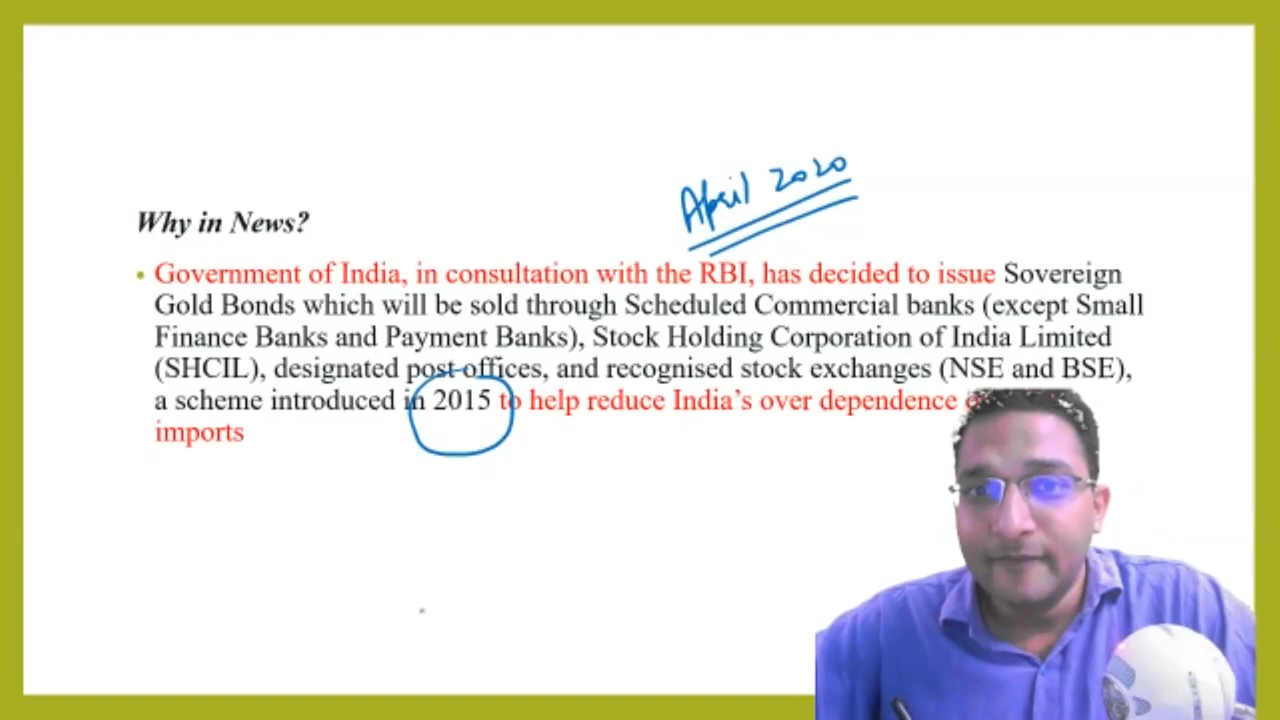 April 2020
Why in News?
• Government of India, in consultation with the RBI, has decided to issue Sovereign
Gold Bonds which will be sold through Scheduled Commercial banks (except Small
Finance Banks and Payment Banks), Stock Holding Corporation of India Limited
(SHCIL), designated post offices, and recognised stock exchanges (NSE and BSE),
a scheme introduced in 2015 to help reduce India's over dependence
imports